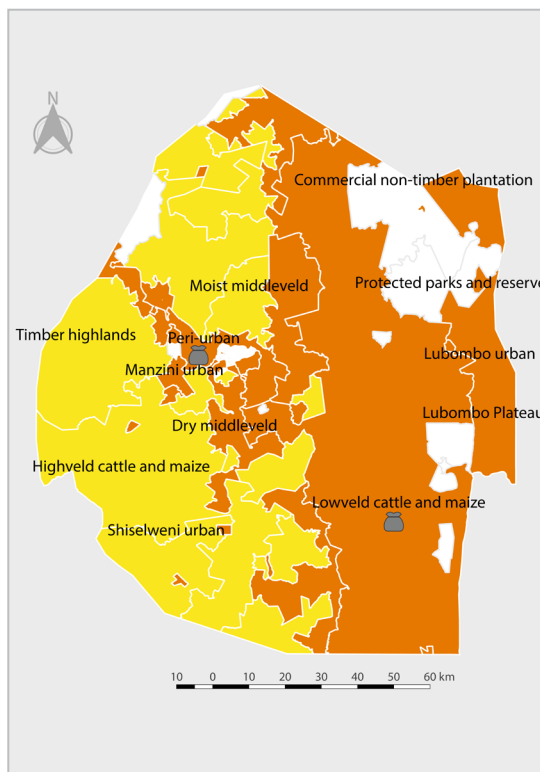 N
Commercial non-timber plantation
Moist middleveld
Protected parks and reserve
Timber highlands
Peri-urban
Lubombo urban
Manzini urban
Lubombo Plateau
Dry middleveld
Highveld cattle and maize
Lowveld cattle and maize
Shiselweni urban
10 0 10 20 30 40 50 60 km